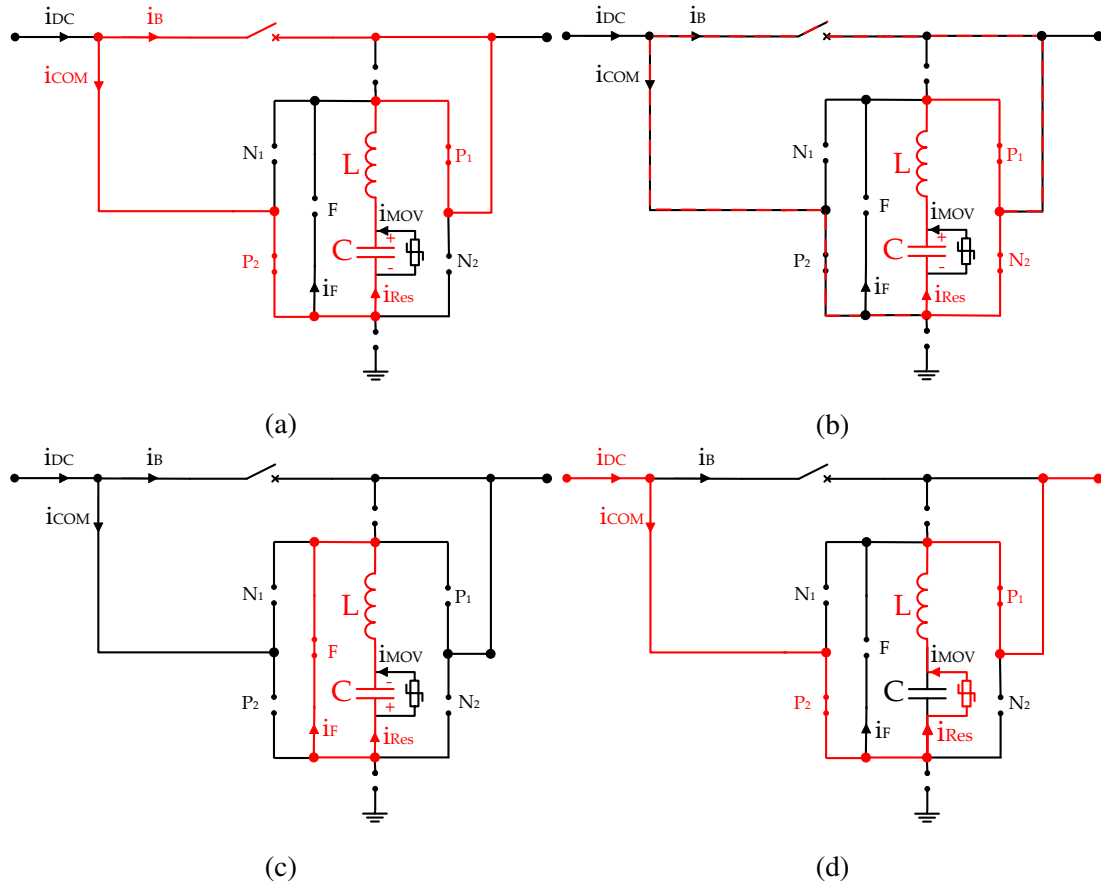 iDC iB
iCOM
N1 L P1
F iMOV
+
P2 C N2
-
iF iRes
(a)
iDC iB
iCOM
N1 L P1
F iMOV
+
P2 C N2
-
iF iRes
(b)
iDC iB
iCOM
N1 L P1
F iMOV
-
P2 C N2
+
iF iRes
(c)
iDC iB
iCOM
N1 L P1
F iMOV
P2 C N2
iF iRes
(d)